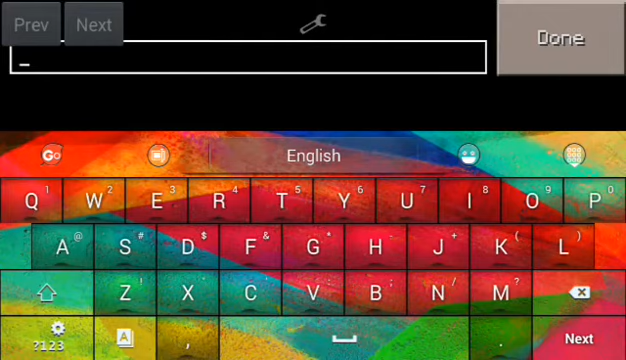 Prev Next Done
_
GO English
Q 1 W 2 E 3 R 4 T 5 Y 6 U 7 I 8 O 9 P 0
A @ S # D $ F & G * H - J + K ( L )
Z ! X " C ' V : B ; N / M ?
?123 A , . Next